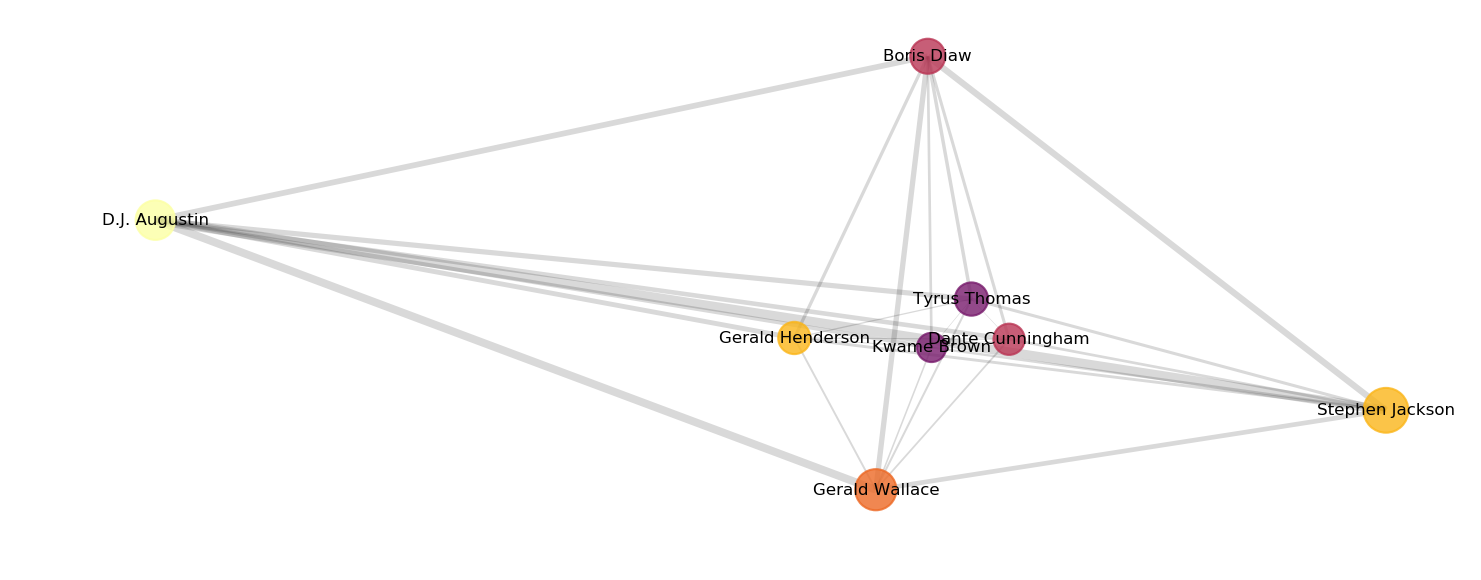 Boris Diaw
D.J. Augustin
Tyrus Thomas
Gerald Henderson
Dante Cunningham
Kwame Brown
Stephen Jackson
Gerald Wallace